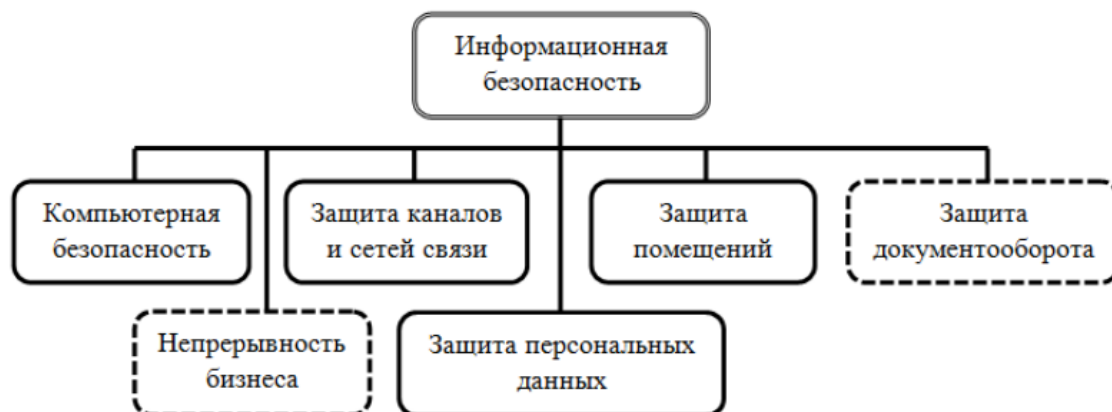 Информационная
безопасность
Компьютерная
безопасность
Защита каналов
и сетей связи
Защита
помещений
Защита
документооборота
Непрерывность
бизнеса
Защита персональных
данных